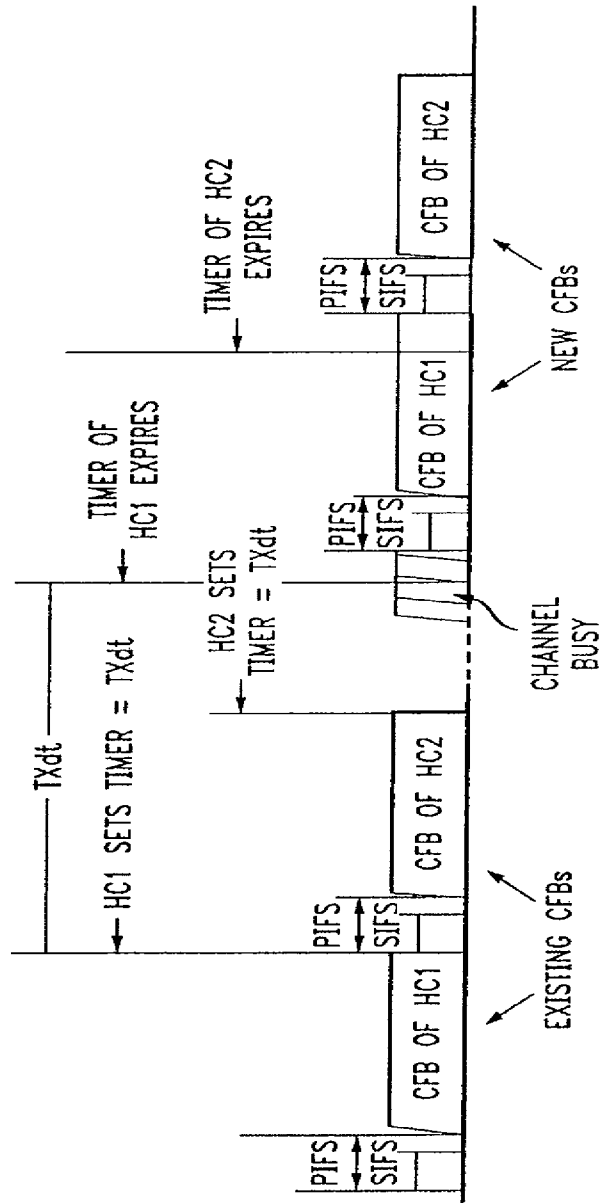 TXdt
HC1 SETS TIMER = TXdt
TIMER OF
HC1 EXPIRES
TIMER OF HC2
EXPIRES
HC2 SETS
TIMER = TXdt
PIFS
SIFS
CFB OF HC1
PIFS
SIFS
CFB OF HC2
PIFS
SIFS
CFB OF HC1
PIFS
SIFS
CFB OF HC2
EXISTING CFBs
CHANNEL
BUSY
NEW CFBs